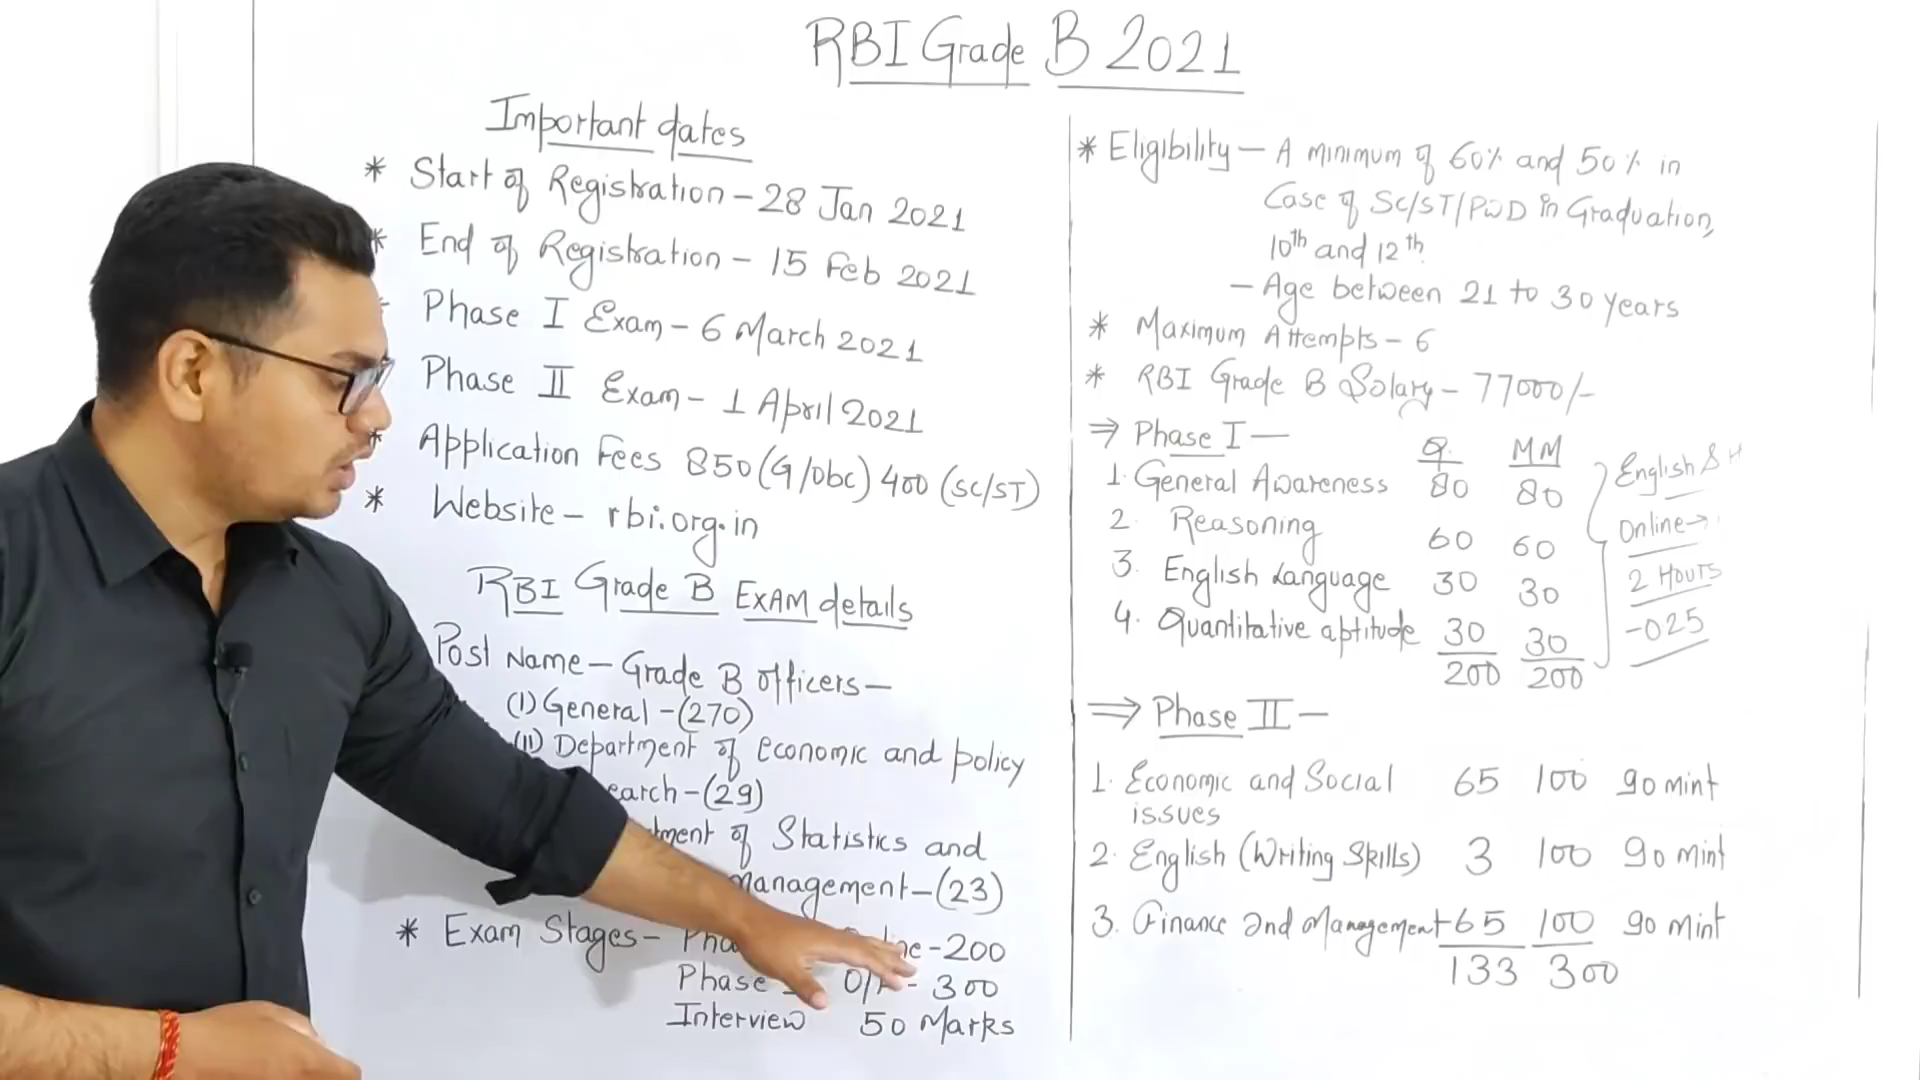 RBI Grade B 2021
Important dates
* Start of Registration - 28 Jan 2021
* End of Registration - 15 Feb 2021
Phase I Exam - 6 March 2021
Phase II Exam - 1 April 2021
* Application Fees 850 (G/obc) 400 (SC/ST)
* Website - rbi.org.in
RBI Grade B EXAM details
Post Name - Grade B officers -
(I) General - (270)
(II) Department of economic and policy
earch - (29)
tment of Statistics and
Management - (23)
* Exam Stages - Pha ne - 200
Phase - 300
Interview 50 Marks
* Eligibility - A minimum of 60% and 50% in
Case of SC/ST/PWD in Graduation,
10th and 12th.
- Age between 21 to 30 years
* Maximum Attempts - 6
* RBI Grade B Salary - 77000/-
⇒ Phase I - Q. MM
1. General Awareness 80 80
2. Reasoning 60 60
3. English Language 30 30
4. Quantitative aptitude 30 30
200 200
English & H
Online →
2 Hours
-025
⇒ Phase II -
1. Economic and Social 65 100 90 mint
issues
2. English (Writing Skills) 3 100 90 mint
3. Finance and Management 65 100 90 mint
133 300